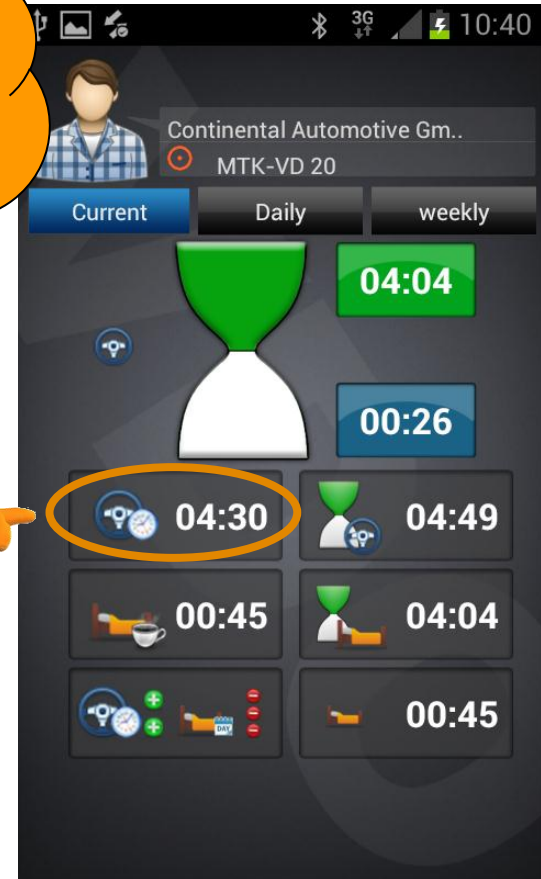 3G 10:40
Continental Automotive Gm..
MTK-VD 20
Current Daily weekly
04:04
00:26
04:30 04:49
00:45 04:04
DAY 00:45